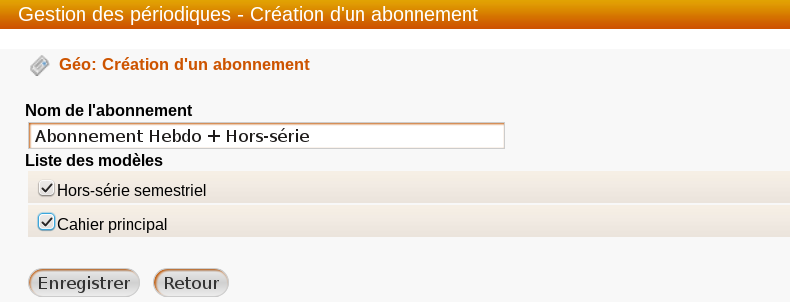 Gestion des périodiques - Création d'un abonnement
Géo: Création d'un abonnement
Nom de l'abonnement
Abonnement Hebdo + Hors-série
Liste des modèles
Hors-série semestriel
Cahier principal
Enregistrer Retour